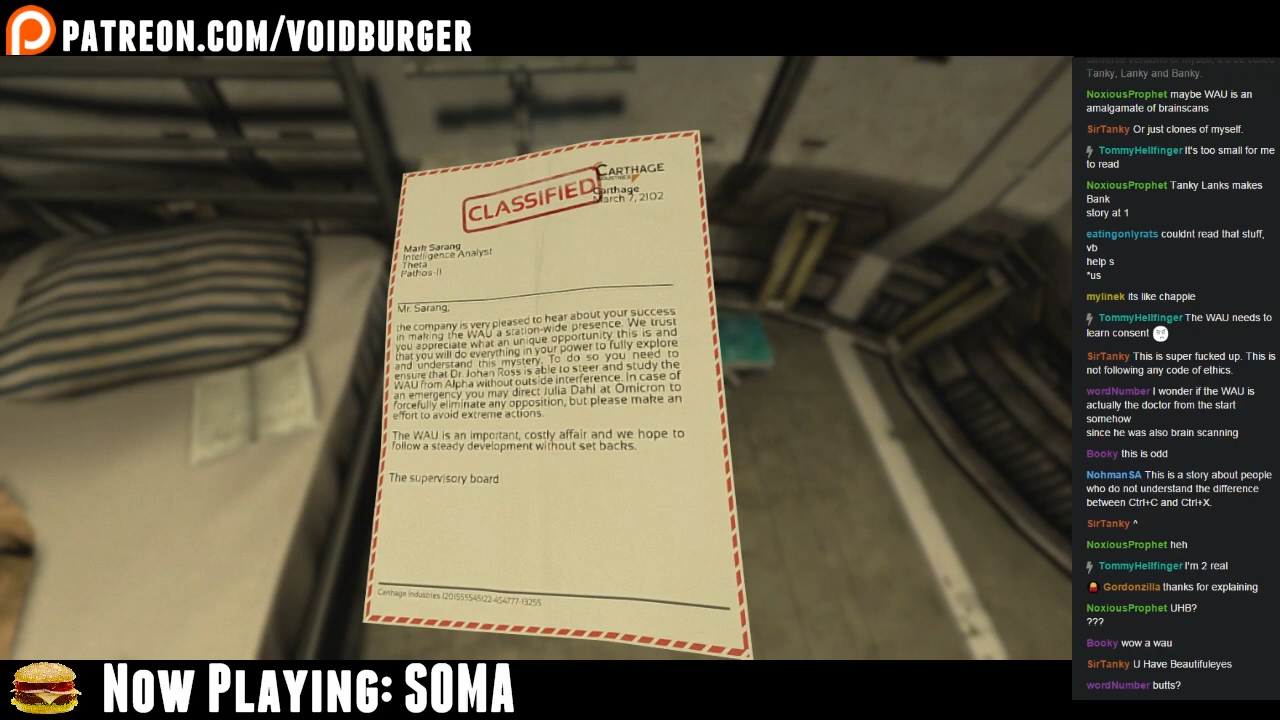 PATREON.COM/VOIDBURGER
CLASSIFIED
CARTHAGE
INDUSTRIES
Carthage
March 7, 2102
Mark Sarang
Intelligence Analyst
Theta
Pathos-II
Mr. Sarang,
the company is very pleased to hear about your success
in making the WAU a station-wide presence. We trust
you appreciate what an unique opportunity this is and
that you will do everything in your power to fully explore
and understand this mystery. To do so you need to
ensure that Dr Johan Ross is able to steer and study the
WAU from Alpha without outside interference. In case of
an emergency you may direct Julia Dahl at Omicron to
forcefully eliminate any opposition, but please make an
effort to avoid extreme actions.
The WAU is an important, costly affair and we hope to
follow a steady development without set backs.
The supervisory board
Carthage Industries
Tanky, Lanky and Banky.
NoxiousProphet maybe WAU is an
amalgamate of brainscans
SirTanky Or just clones of myself.
TommyHellfinger It's too small for me
to read
NoxiousProphet Tanky Lanks makes
Bank
story at 1
eatingonlyrats couldnt read that stuff,
vb
help s
*us
mylinek its like chappie
TommyHellfinger The WAU needs to
learn consent
SirTanky This is super fucked up. This is
not following any code of ethics.
wordNumber I wonder if the WAU is
actually the doctor from the start
somehow
since he was also brain scanning
Booky this is odd
NohmanSA This is a story about people
who do not understand the difference
between Ctrl+C and Ctrl+X.
SirTanky ^
NoxiousProphet heh
TommyHellfinger I'm 2 real
Gordonzilla thanks for explaining
NoxiousProphet UHB?
???
Booky wow a wau
SirTanky U Have Beautifuleyes
wordNumber butts?
NOW PLAYING: SOMA